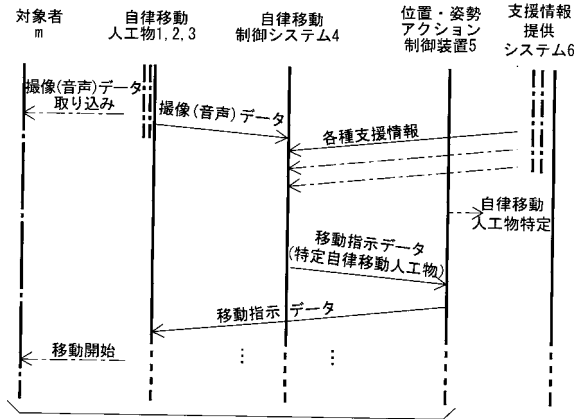 対象者
m
自律移動
人工物1,2,3
自律移動
制御システム4
位置・姿勢
アクション
制御装置5
支援情報
提供
システム6
撮像(音声)データ
取り込み
撮像(音声)データ
各種支援情報
自律移動
人工物特定
移動指示データ
(特定自律移動人工物)
移動指示 データ
移動開始